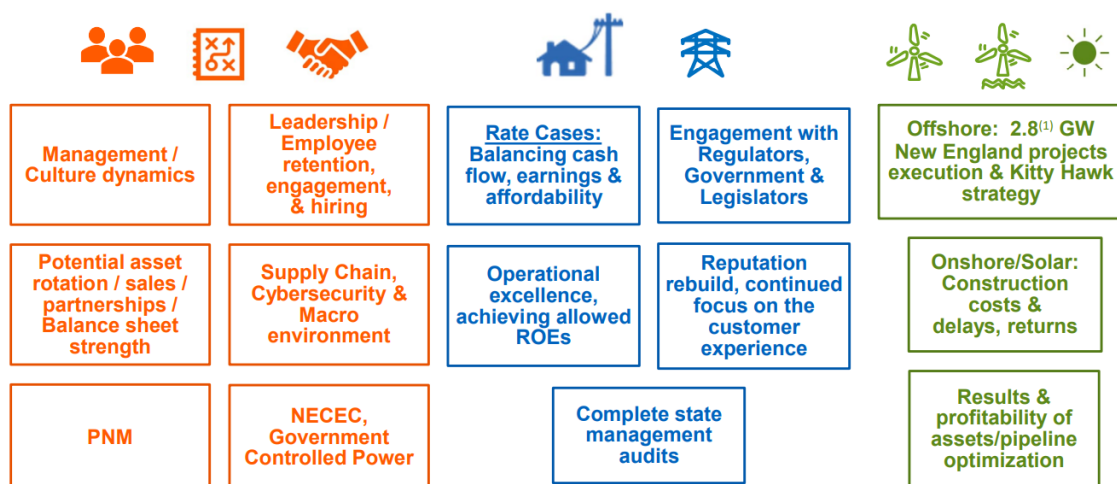 Management /
Culture dynamics
Leadership /
Employee
retention,
engagement,
& hiring
Potential asset
rotation / sales /
partnerships /
Balance sheet
strength
Supply Chain,
Cybersecurity &
Macro
environment
PNM
NECEC,
Government
Controlled Power
Rate Cases:
Balancing cash
flow, earnings &
affordability
Engagement with
Regulators,
Government &
Legislators
Operational
excellence,
achieving allowed
ROEs
Reputation
rebuild, continued
focus on the
customer
experience
Complete state
management
audits
Offshore: 2.8(1) GW
New England projects
execution & Kitty Hawk
strategy
Onshore/Solar:
Construction
costs &
delays, returns
Results &
profitability of
assets/pipeline
optimization